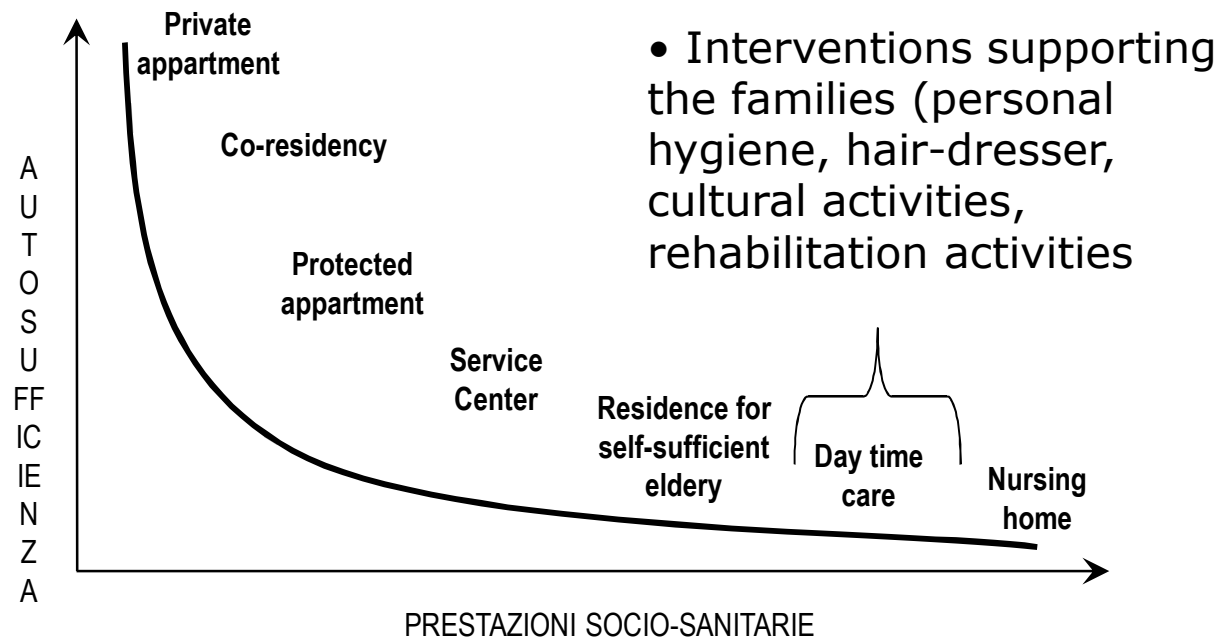 Private
appartment
Co-residency
Protected
appartment
Service
Center
Residence for
self-sufficient
eldery
Day time
care
Nursing
home
• Interventions supporting
the families (personal
hygiene, hair-dresser,
cultural activities,
rehabilitation activities
A
U
T
O
S
U
FF
IC
IE
N
Z
A
PRESTAZIONI SOCIO-SANITARIE